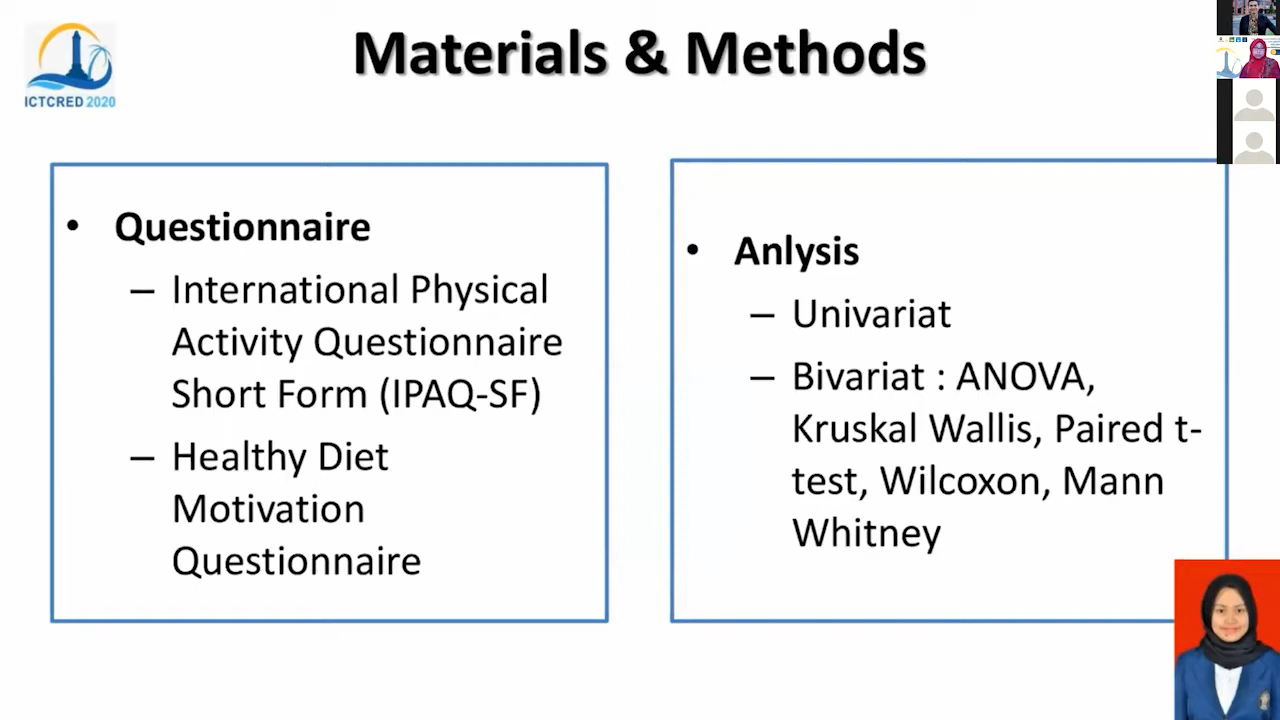 Materials & Methods
ICTCRED 2020
• Questionnaire
– International Physical
Activity Questionnaire
Short Form (IPAQ-SF)
– Healthy Diet
Motivation
Questionnaire
• Anlysis
– Univariat
– Bivariat : ANOVA,
Kruskal Wallis, Paired t-
test, Wilcoxon, Mann
Whitney